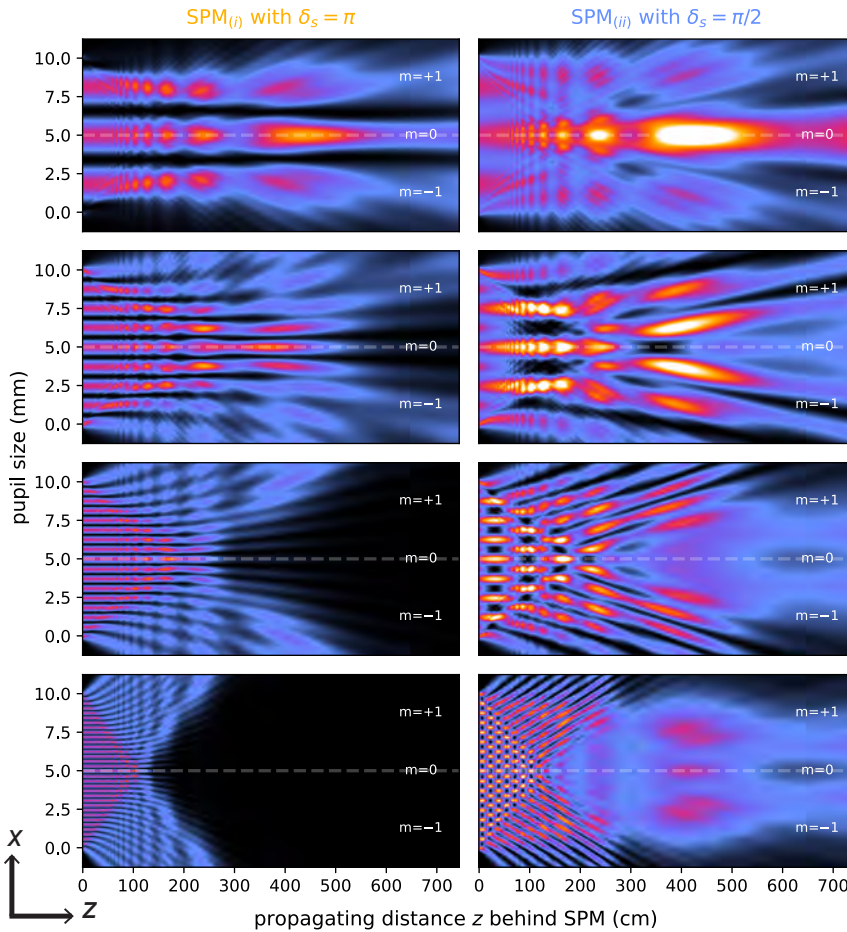 SPM(i) with δs = π
SPM(ii) with δs = π/2
10.0
7.5
5.0
2.5
0.0
m=+1
m=0
m=−1
m=+1
m=0
m=−1
10.0
7.5
5.0
2.5
0.0
m=+1
m=0
m=−1
m=+1
m=0
m=−1
10.0
7.5
5.0
2.5
0.0
m=+1
m=0
m=−1
m=+1
m=0
m=−1
10.0
7.5
5.0
2.5
0.0
m=+1
m=0
m=−1
m=+1
m=0
m=−1
pupil size (mm)
0 100 200 300 400 500 600 700
0 100 200 300 400 500 600 700
propagating distance z behind SPM (cm)
X
Z